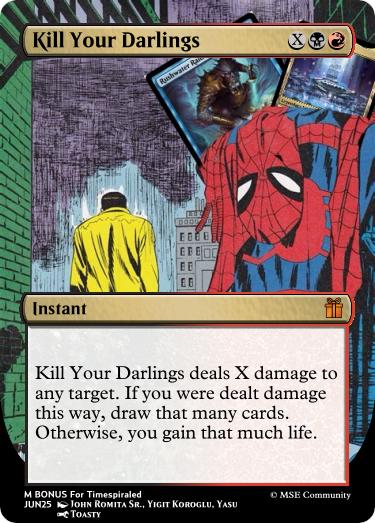 Kill Your Darlings X
Rushwater
Instant
Kill Your Darlings deals X damage to
any target. If you were dealt damage
this way, draw that many cards.
Otherwise, you gain that much life.
M BONUS For Timespiraled
JUN25 John Romita Sr., Yigit Koroglu, Yasu
Toasty
© MSE Community